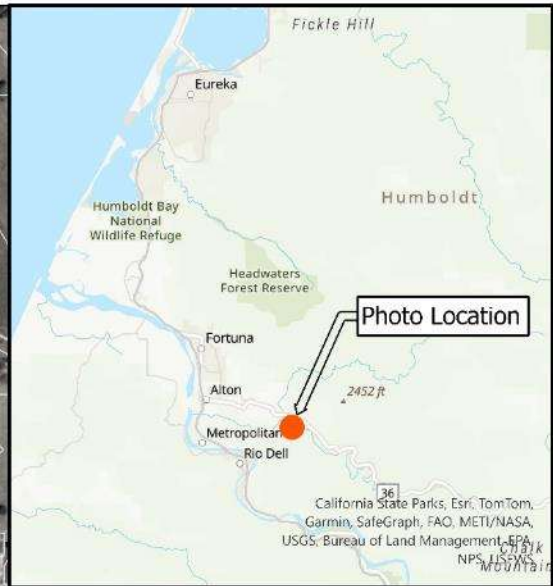 Fickle Hill
Eureka
Humboldt
Humboldt Bay
National
Wildlife Refuge
Headwaters
Forest Reserve
Photo Location
Fortuna
Alton
2452 ft
Metropolitan
Rio Dell
36
California State Parks, Esri, TomTom,
Garmin, SafeGraph, FAO, METI/NASA,
USGS, Bureau of Land Management, EPA,
NPS, USFWS
Chalk
Mountain